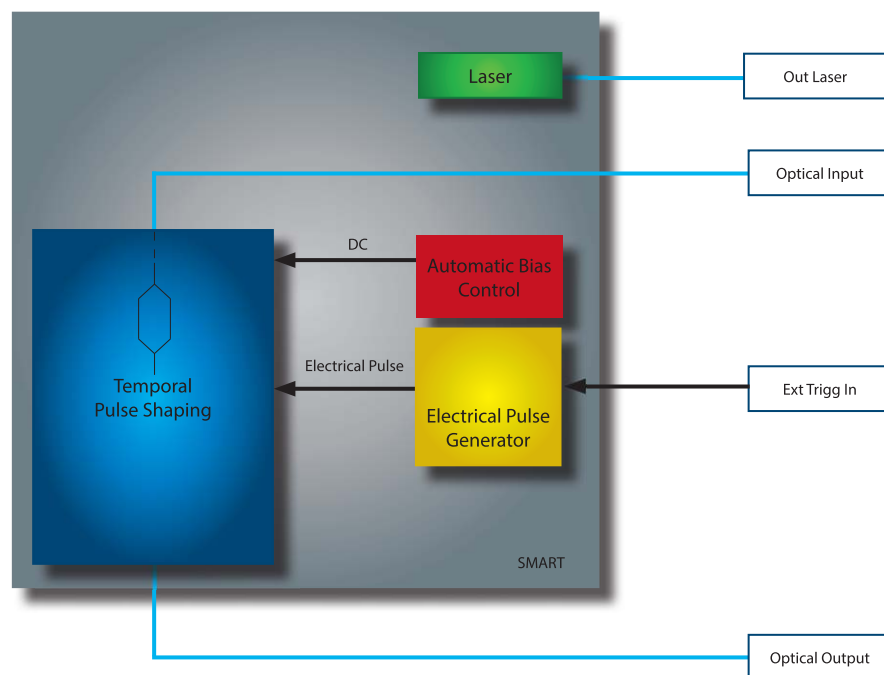 Laser
Out Laser
Optical Input
DC
Automatic Bias
Control
Electrical Pulse
Temporal
Pulse Shaping
Electrical Pulse
Generator
Ext Trigg In
SMART
Optical Output